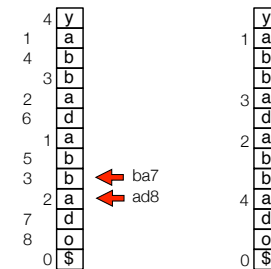 4 y y
1 a 1 a
4 b b
3 b b
2 a 3 a
6 d d
1 a 2 a
5 b b
3 b ba7 b
2 a ad8 4 a
7 d d
8 o o
0 $ 0 $